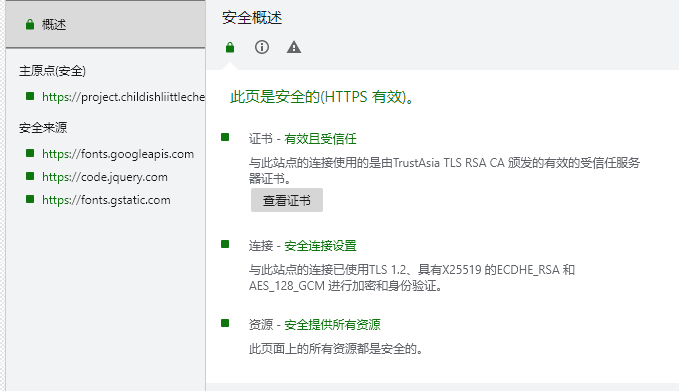 概述
主原点(安全)
https://project.childishliittleche
安全来源
https://fonts.googleapis.com
https://code.jquery.com
https://fonts.gstatic.com
安全概述
此页是安全的(HTTPS 有效)。
证书 - 有效且受信任
与此站点的连接使用的是由TrustAsia TLS RSA CA 颁发的有效的受信任服务
器证书。
查看证书
连接 - 安全连接设置
与此站点的连接已使用TLS 1.2、具有X25519 的ECDHE_RSA 和
AES_128_GCM 进行加密和身份验证。
资源 - 安全提供所有资源
此页面上的所有资源都是安全的。